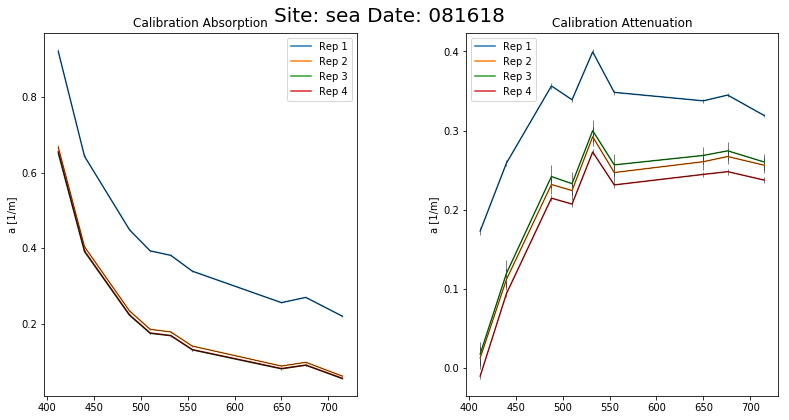 Site: sea Date: 081618
Calibration Absorption
a [1/m]
0.8
0.6
0.4
0.2
400 450 500 550 600 650 700
Rep 1
Rep 2
Rep 3
Rep 4
Calibration Attenuation
a [1/m]
0.4
0.3
0.2
0.1
0.0
400 450 500 550 600 650 700
Rep 1
Rep 2
Rep 3
Rep 4